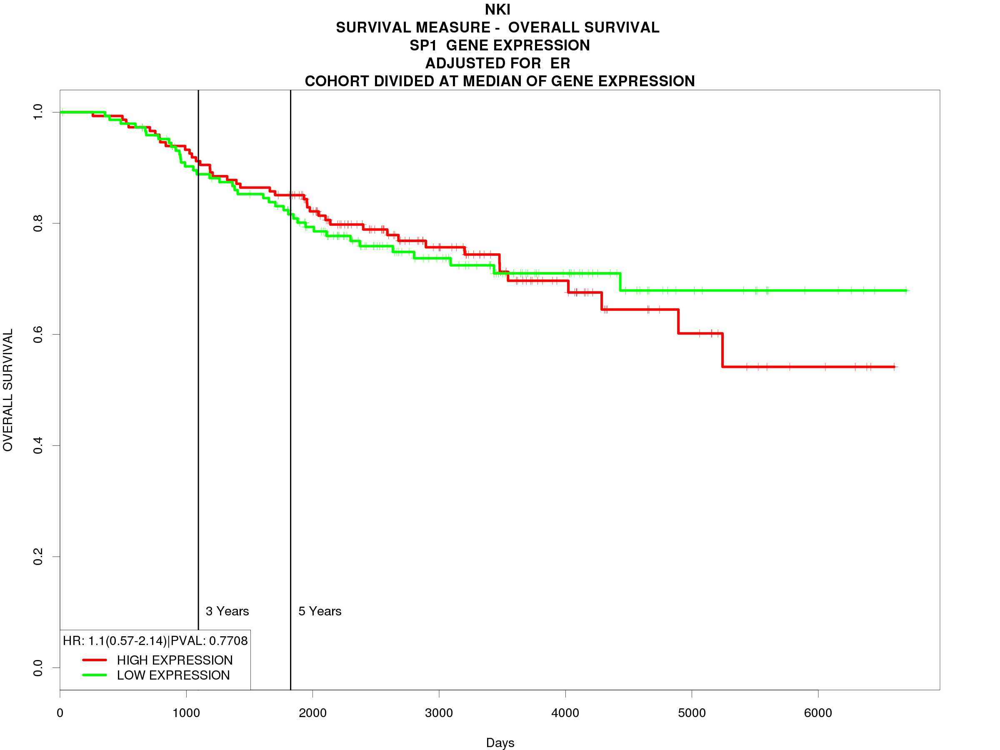 NKI
SURVIVAL MEASURE - OVERALL SURVIVAL
SP1 GENE EXPRESSION
ADJUSTED FOR ER
COHORT DIVIDED AT MEDIAN OF GENE EXPRESSION
OVERALL SURVIVAL
1.0
0.8
0.6
0.4
0.2
0.0
3 Years
5 Years
HR: 1.1(0.57-2.14)|PVAL: 0.7708
HIGH EXPRESSION
LOW EXPRESSION
0 1000 2000 3000 4000 5000 6000
Days